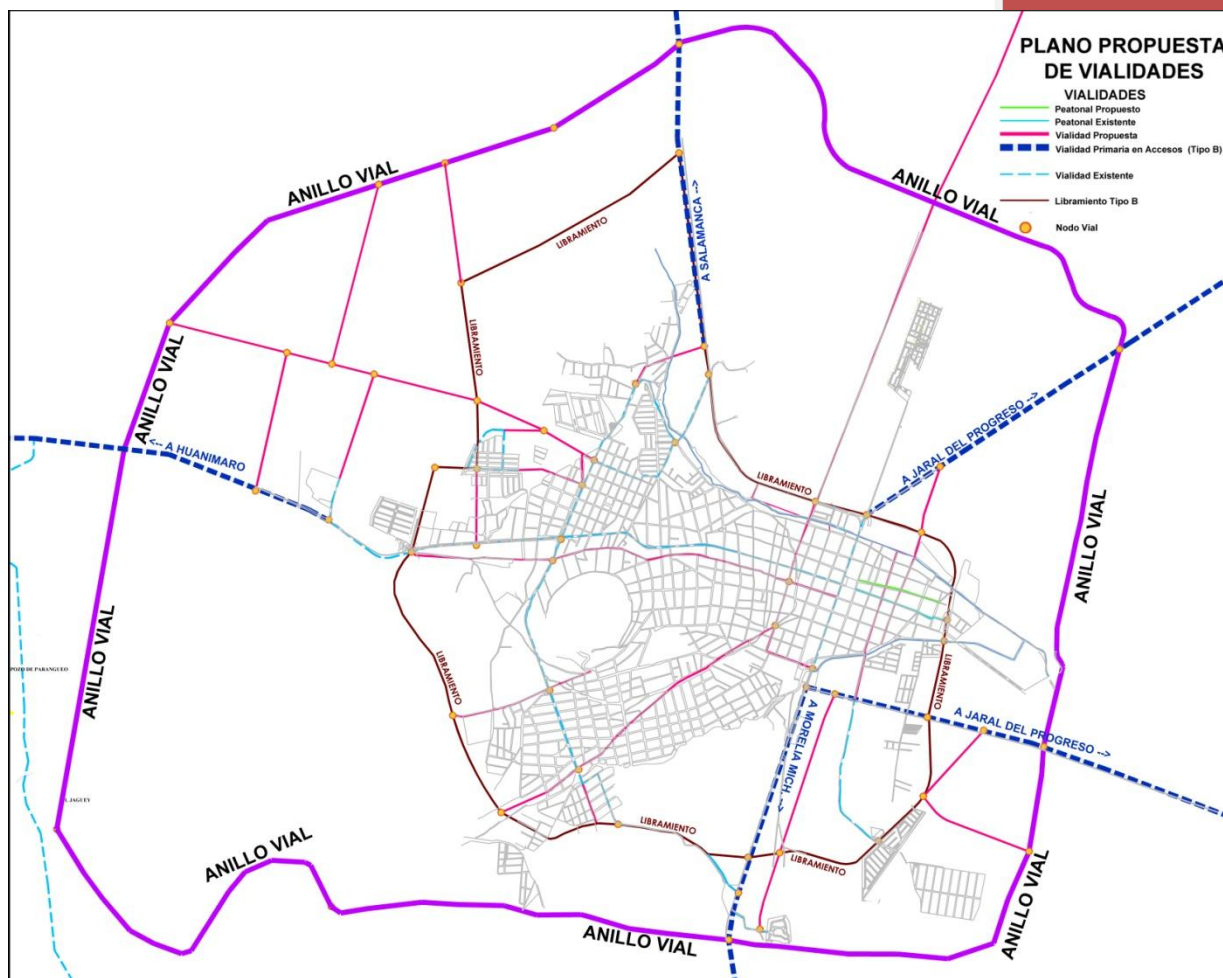 PLANO PROPUESTA
DE VIALIDADES
VIALIDADES
Peatonal Propuesto
Peatonal Existente
Vialidad Propuesta
Vialidad Primaria en Accesos (Tipo B)
Vialidad Existente
Libramiento Tipo B
Nodo Vial
ANILLO VIAL
ANILLO VIAL
LIBRAMIENTO
A SALAMANCA -->
LIBRAMIENTO
ANILLO VIAL
<-- A HUANIMARO
A JARAL DEL PROGRESO -->
LIBRAMIENTO
ANILLO VIAL
ANILLO VIAL
POZO DE PARANGUEO
LIBRAMIENTO
LIBRAMIENTO
A JARAL DEL PROGRESO -->
A MORELIA MICH. -->
L JAGUEY
LIBRAMIENTO
LIBRAMIENTO
ANILLO VIAL
ANILLO VIAL
ANILLO VIAL